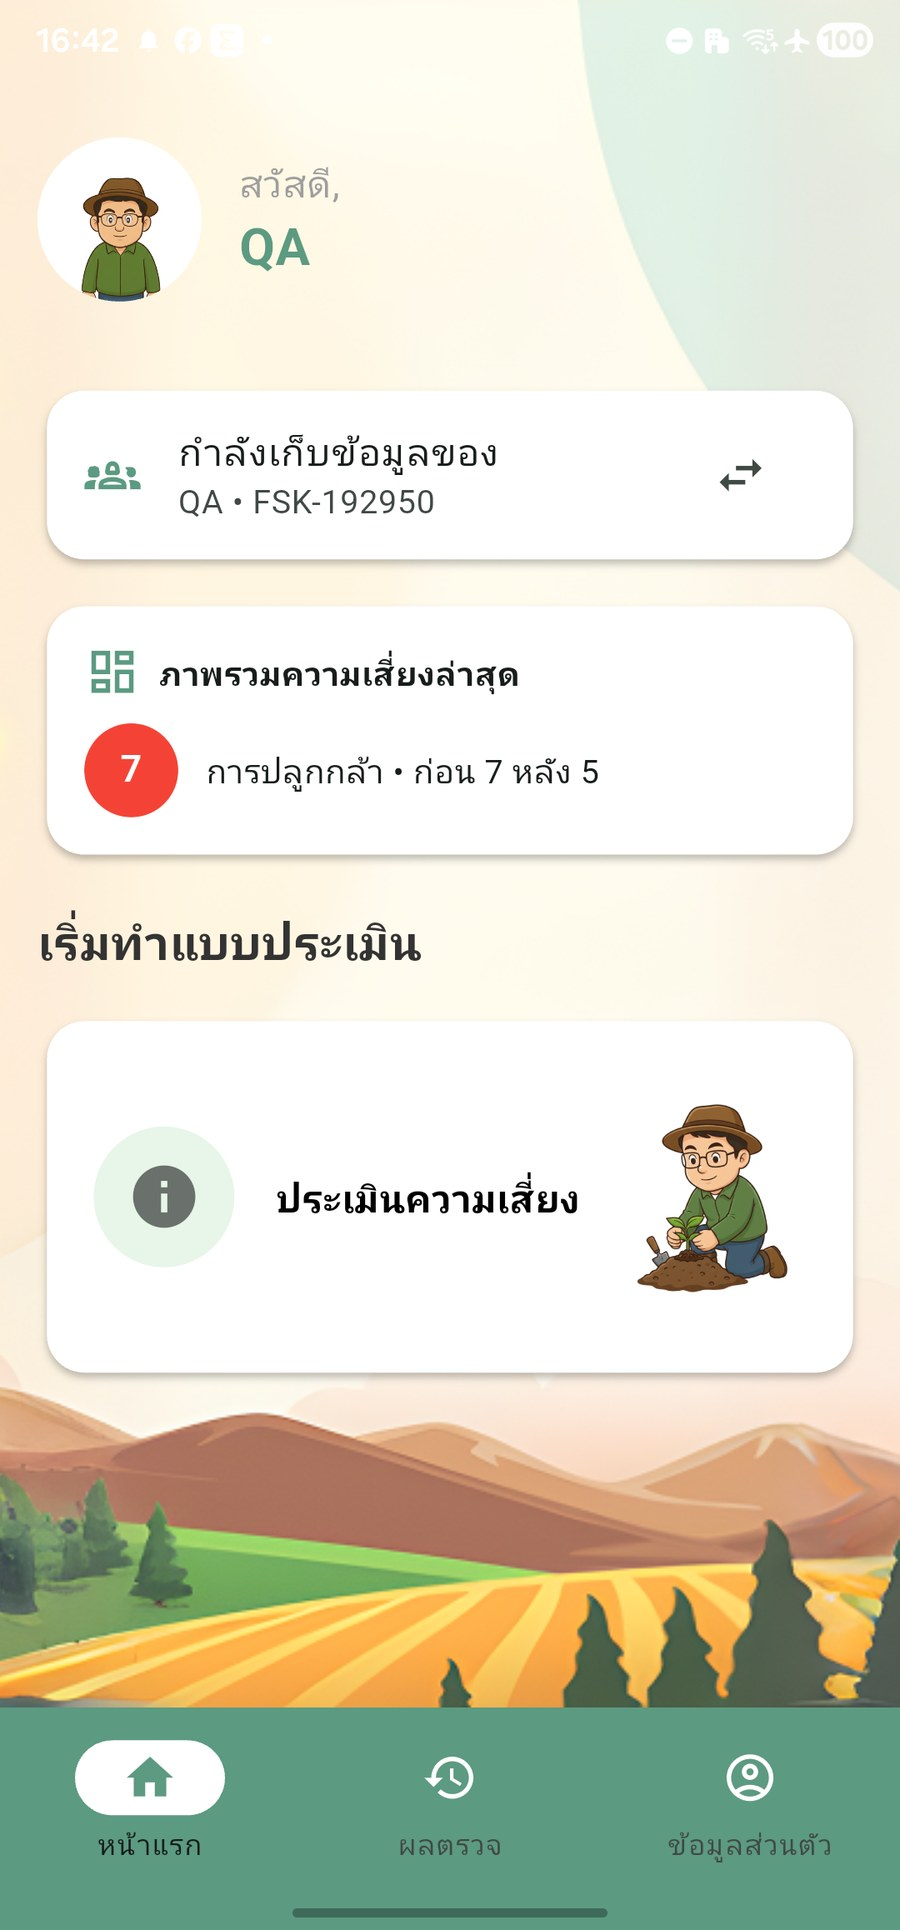 16:42
5
100
สวัสดี,
QA
กำลังเก็บข้อมูลของ
QA • FSK-192950
ภาพรวมความเสี่ยงล่าสุด
7
การปลูกกล้า • ก่อน 7 หลัง 5
เริ่มทำแบบประเมิน
ประเมินความเสี่ยง
หน้าแรก
ผลตรวจ
ข้อมูลส่วนตัว